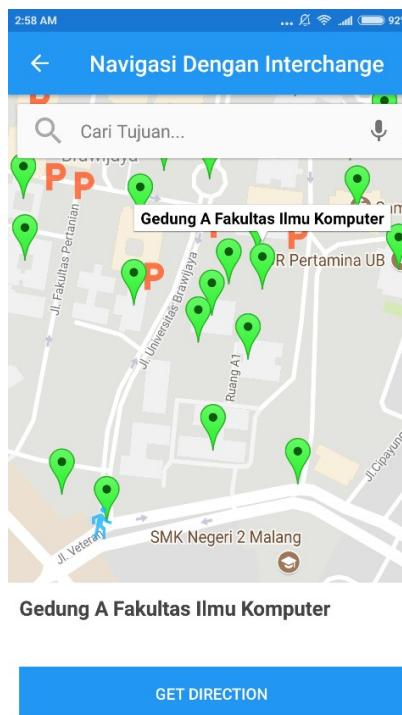 2:58 AM ... 92
Navigasi Dengan Interchange
Cari Tujuan...
Brawijaya
P
P P
Gedung A Fakultas Ilmu Komputer
P
P
R Pertamina UB
Jl. Fakultas Pertanian
Jl. Universitas Brawijaya
Ruang A1
Jl.Cipayung
Jl. Veteran
SMK Negeri 2 Malang
Gedung A Fakultas Ilmu Komputer
GET DIRECTION